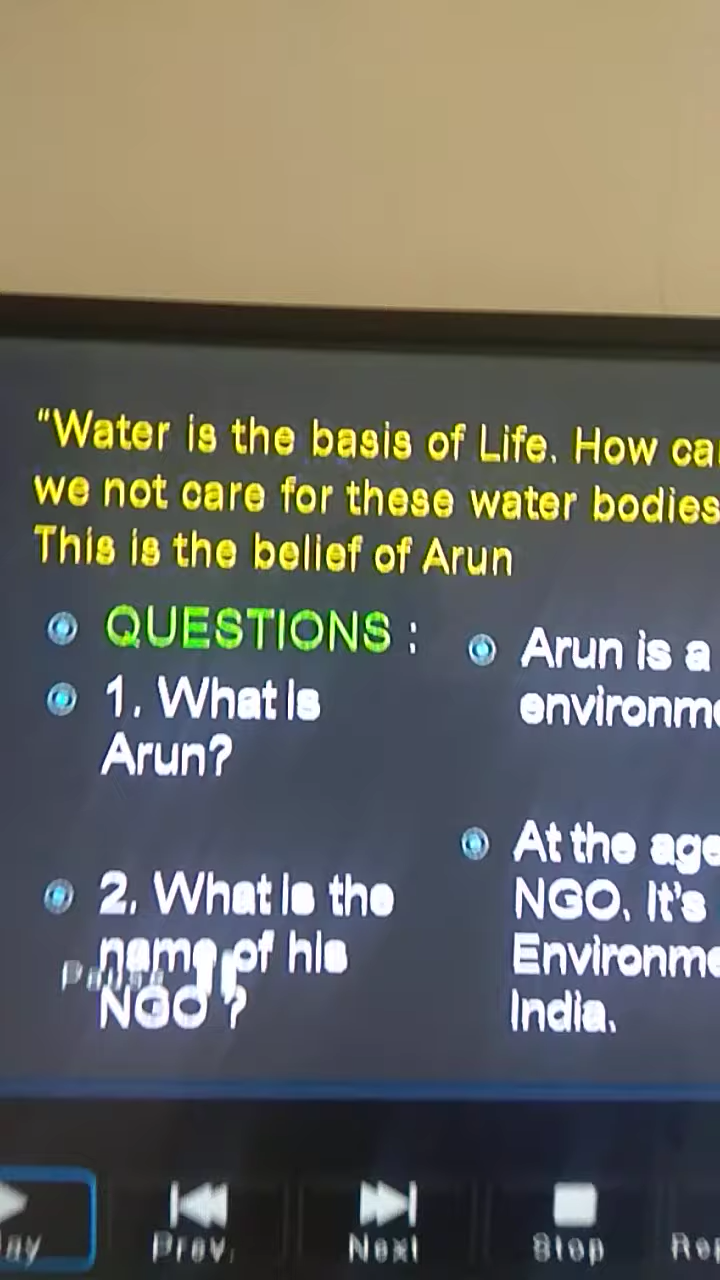 “Water is the basis of Life. How ca
we not care for these water bodies
This is the belief of Arun
QUESTIONS :
1. What is
Arun?
2. What is the
name of his
NGO ?
Arun is a
environme
At the age
NGO. It's
Environme
India.
Pause
Prev.
Next
Stop